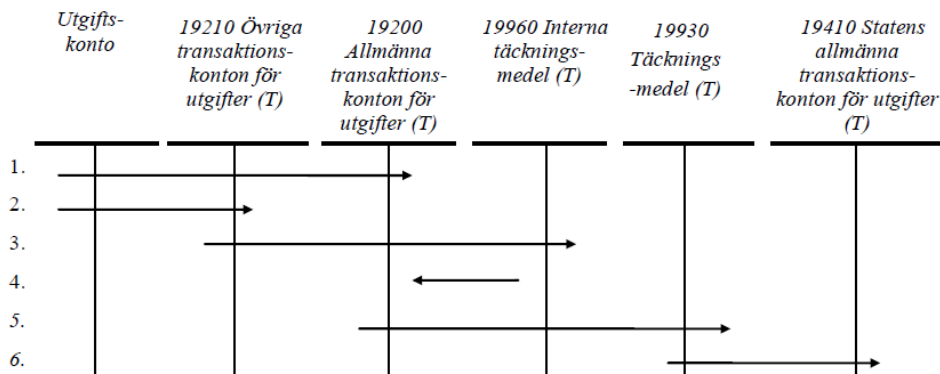 Utgifts-
konto
19210 Övriga
transaktions-
konton för
utgifter (T)
19200
Allmänna
transaktions-
konton för
utgifter (T)
19960 Interna
täcknings-
medel (T)
19930
Täcknings
-medel (T)
19410 Statens
allmänna
transaktions-
konton för utgifter
(T)
1.
2.
3.
4.
5.
6.